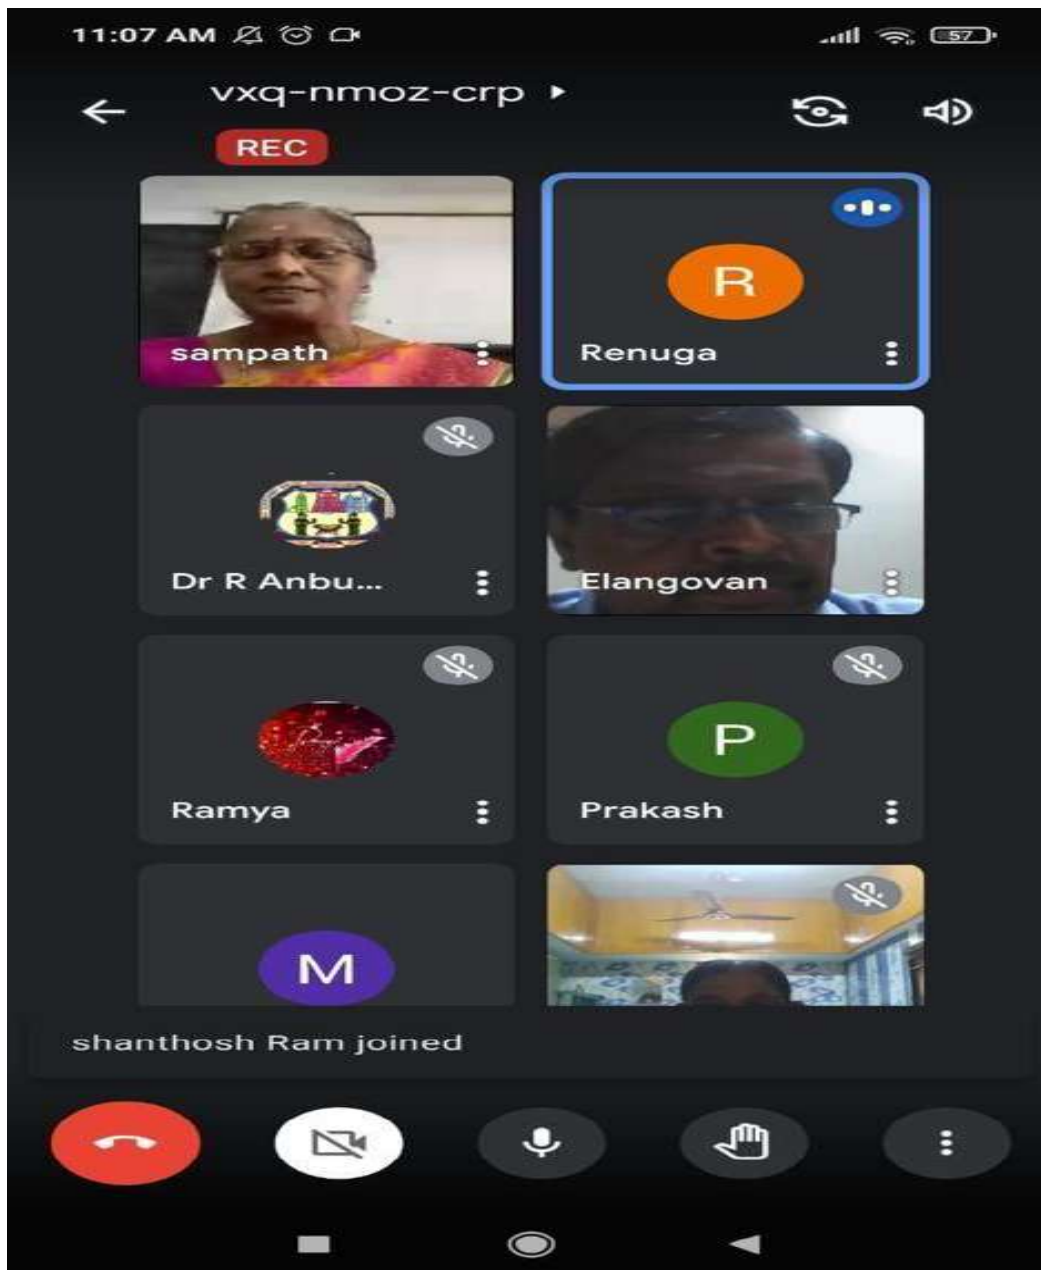 11:07 AM 57
vxq-nmoz-crp
REC
sampath
R
Renuga
Dr R Anbu...
Elangovan
Ramya
P
Prakash
M
shanthosh Ram joined